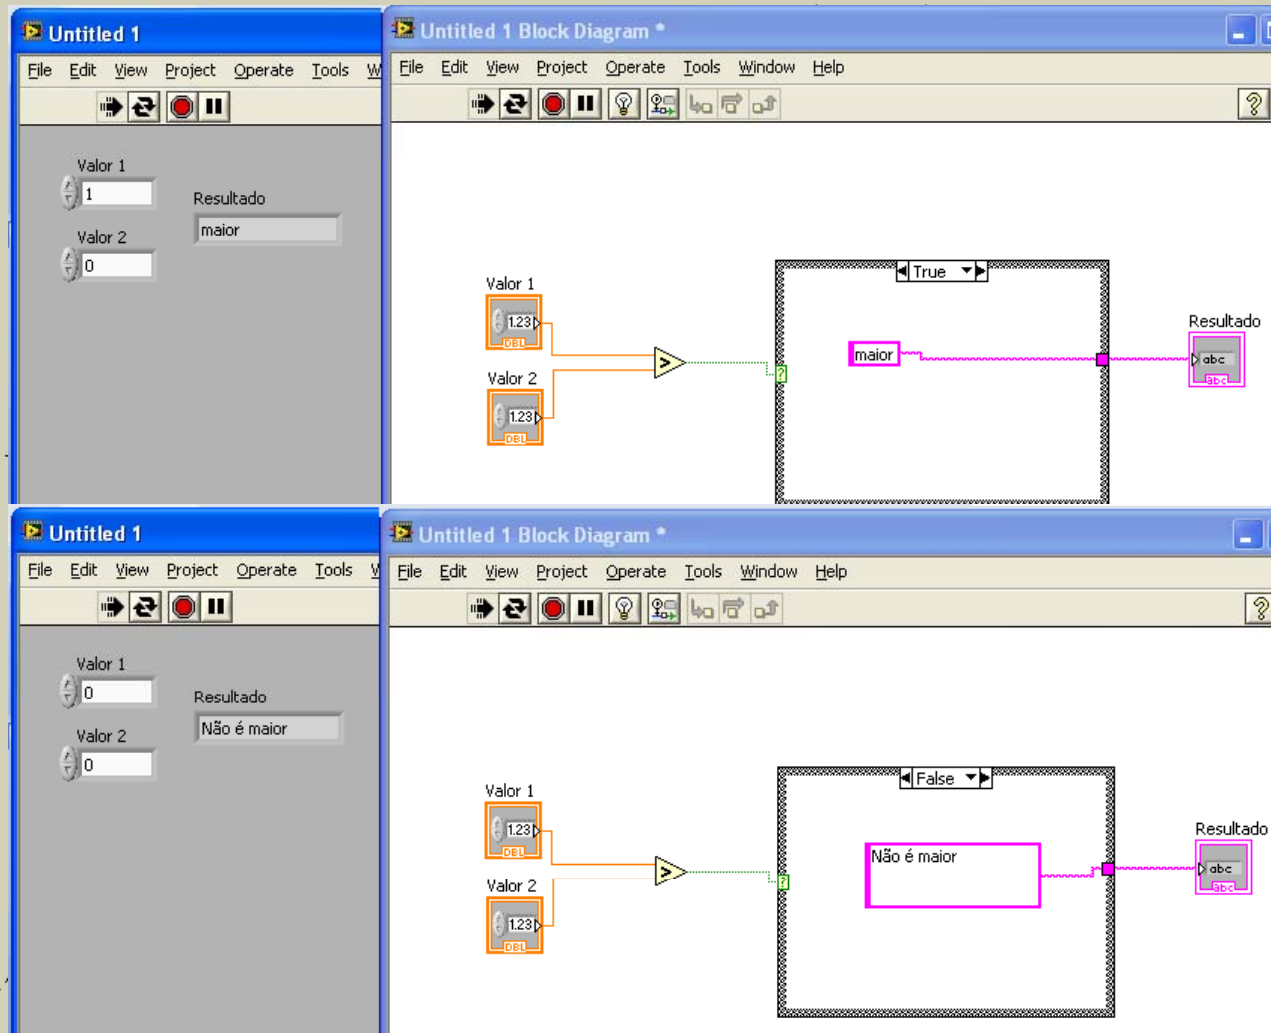 Untitled 1
File Edit View Project Operate Tools W
Valor 1
1
Resultado
maior
Valor 2
0
Untitled 1 Block Diagram *
File Edit View Project Operate Tools Window Help
?
True
Valor 1
1.23
DBL
Valor 2
1.23
DBL
>
?
maior
Resultado
abc
abc
Untitled 1
File Edit View Project Operate Tools
Valor 1
0
Resultado
Não é maior
Valor 2
0
Untitled 1 Block Diagram *
File Edit View Project Operate Tools Window Help
?
False
Valor 1
1.23
DBL
Valor 2
1.23
DBL
>
?
Não é maior
Resultado
abc
abc